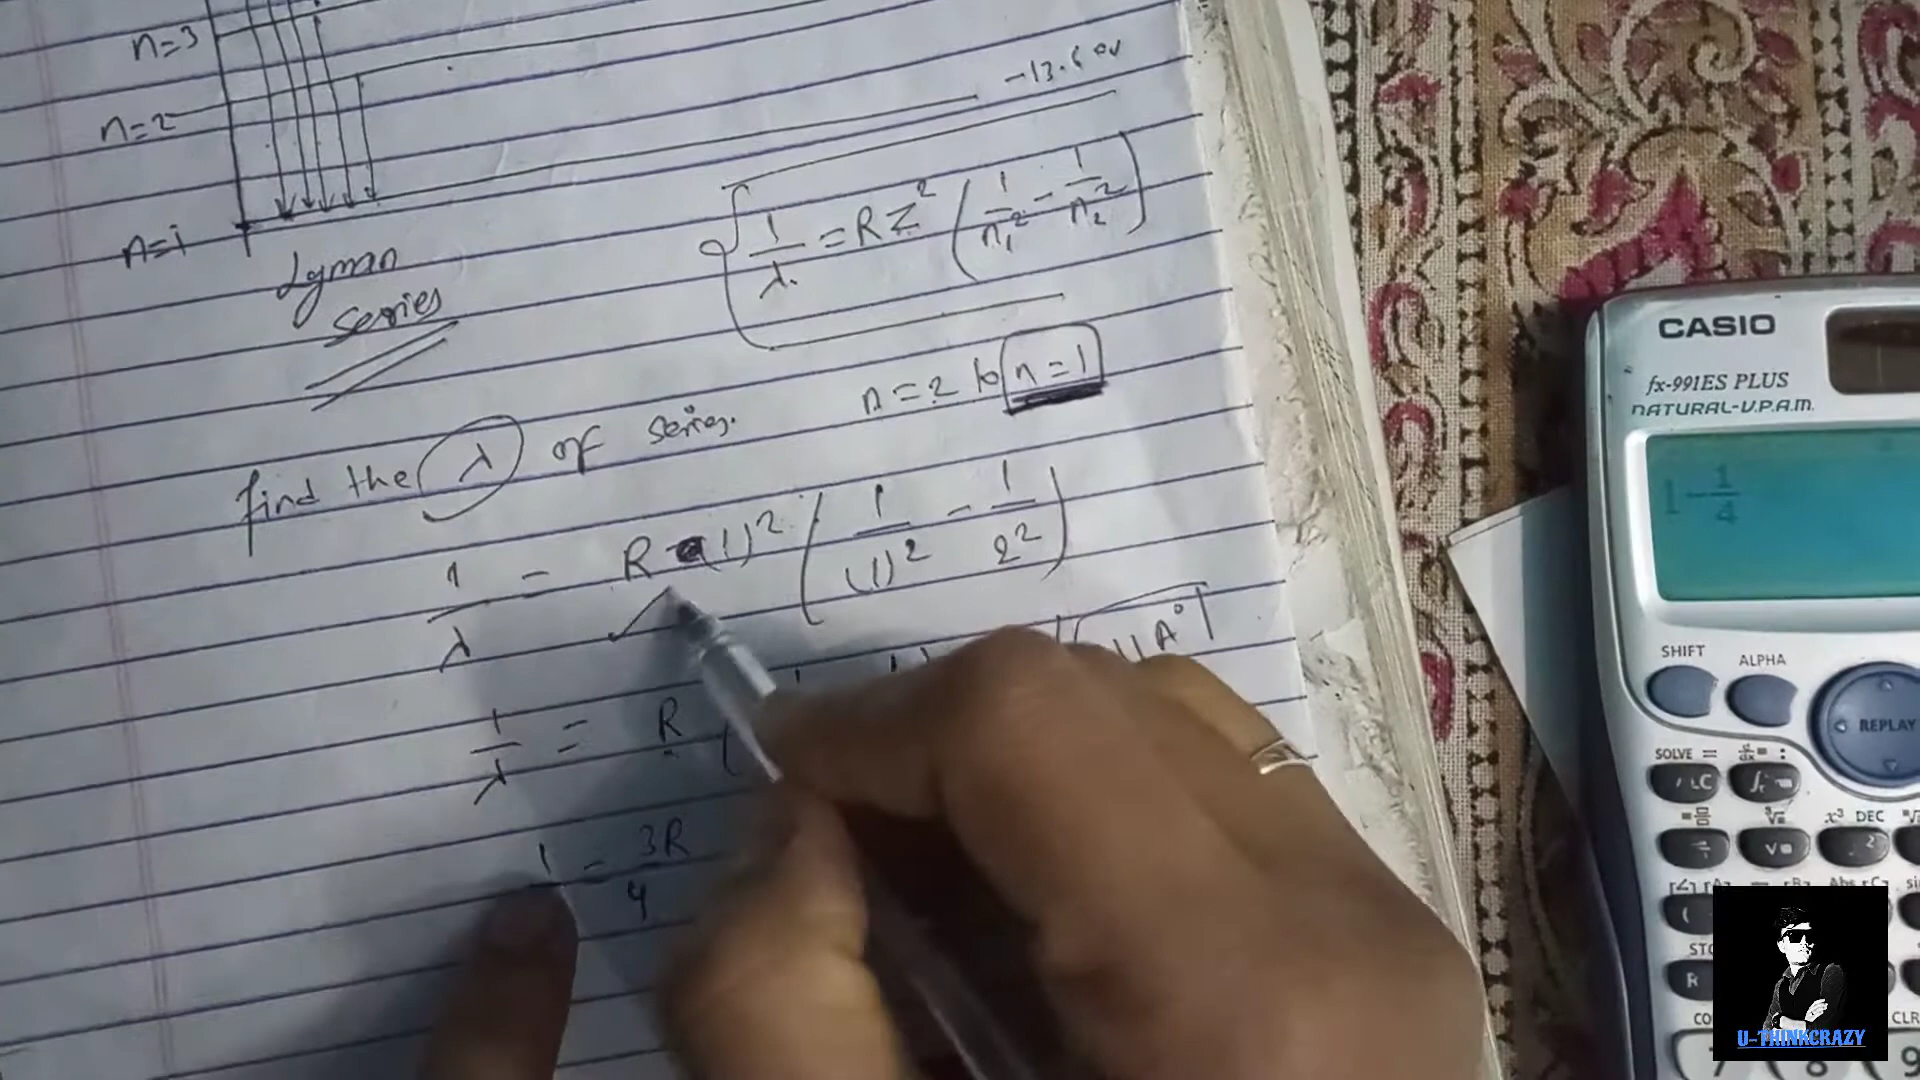 n=3
n=2
n=1
-13.6 ev
Lyman
series
1/λ = RZ² (1/n₁² - 1/n₂²)
n=2 to n=1
find the λ of series.
1/λ = R (1)² (1/(1)² - 1/2²)
1/λ = R (
A°
1 = 3R/4
CASIO
fx-991ES PLUS
NATURAL-V.P.A.M.
1-1/4
SHIFT
ALPHA
REPLAY
SOLVE =
d/dx :
x³ DEC
U-THINKCRAZY